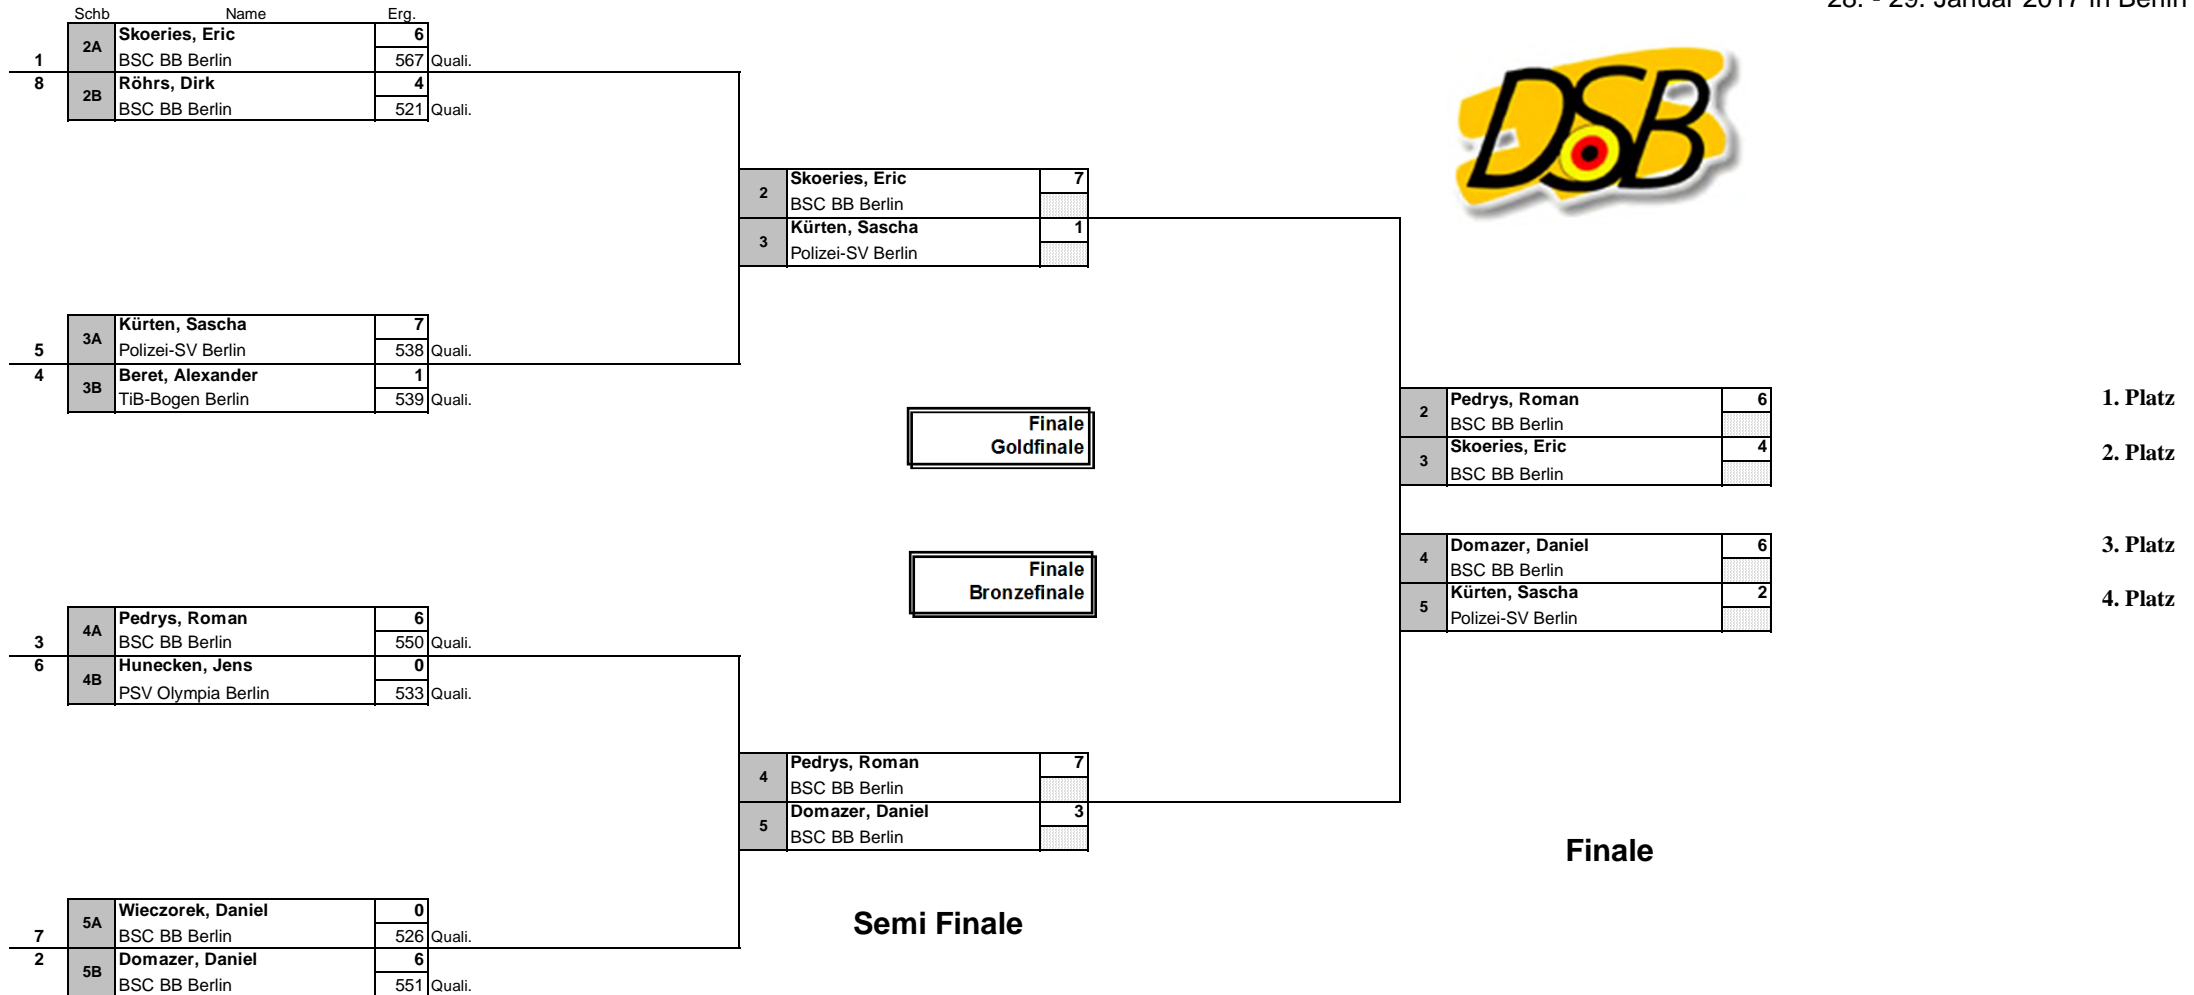 28. - 29. Januar 2017 in Berlin
Schb Name Erg.
2A Skoeries, Eric 6
1 BSC BB Berlin 567 Quali.
8 2B Röhrs, Dirk 4
BSC BB Berlin 521 Quali.
DSB
2 Skoeries, Eric 7
BSC BB Berlin
3 Kürten, Sascha 1
Polizei-SV Berlin
3A Kürten, Sascha 7
5 Polizei-SV Berlin 538 Quali.
4 3B Beret, Alexander 1
TiB-Bogen Berlin 539 Quali.
Finale
Goldfinale
2 Pedrys, Roman 6 1. Platz
BSC BB Berlin
3 Skoeries, Eric 4 2. Platz
BSC BB Berlin
Finale
Bronzefinale
4 Domazer, Daniel 6 3. Platz
BSC BB Berlin
5 Kürten, Sascha 2 4. Platz
Polizei-SV Berlin
4A Pedrys, Roman 6
3 BSC BB Berlin 550 Quali.
6 4B Hunecken, Jens 0
PSV Olympia Berlin 533 Quali.
4 Pedrys, Roman 7
BSC BB Berlin
5 Domazer, Daniel 3
BSC BB Berlin
Finale
Semi Finale
5A Wieczorek, Daniel 0
7 BSC BB Berlin 526 Quali.
2 5B Domazer, Daniel 6
BSC BB Berlin 551 Quali.